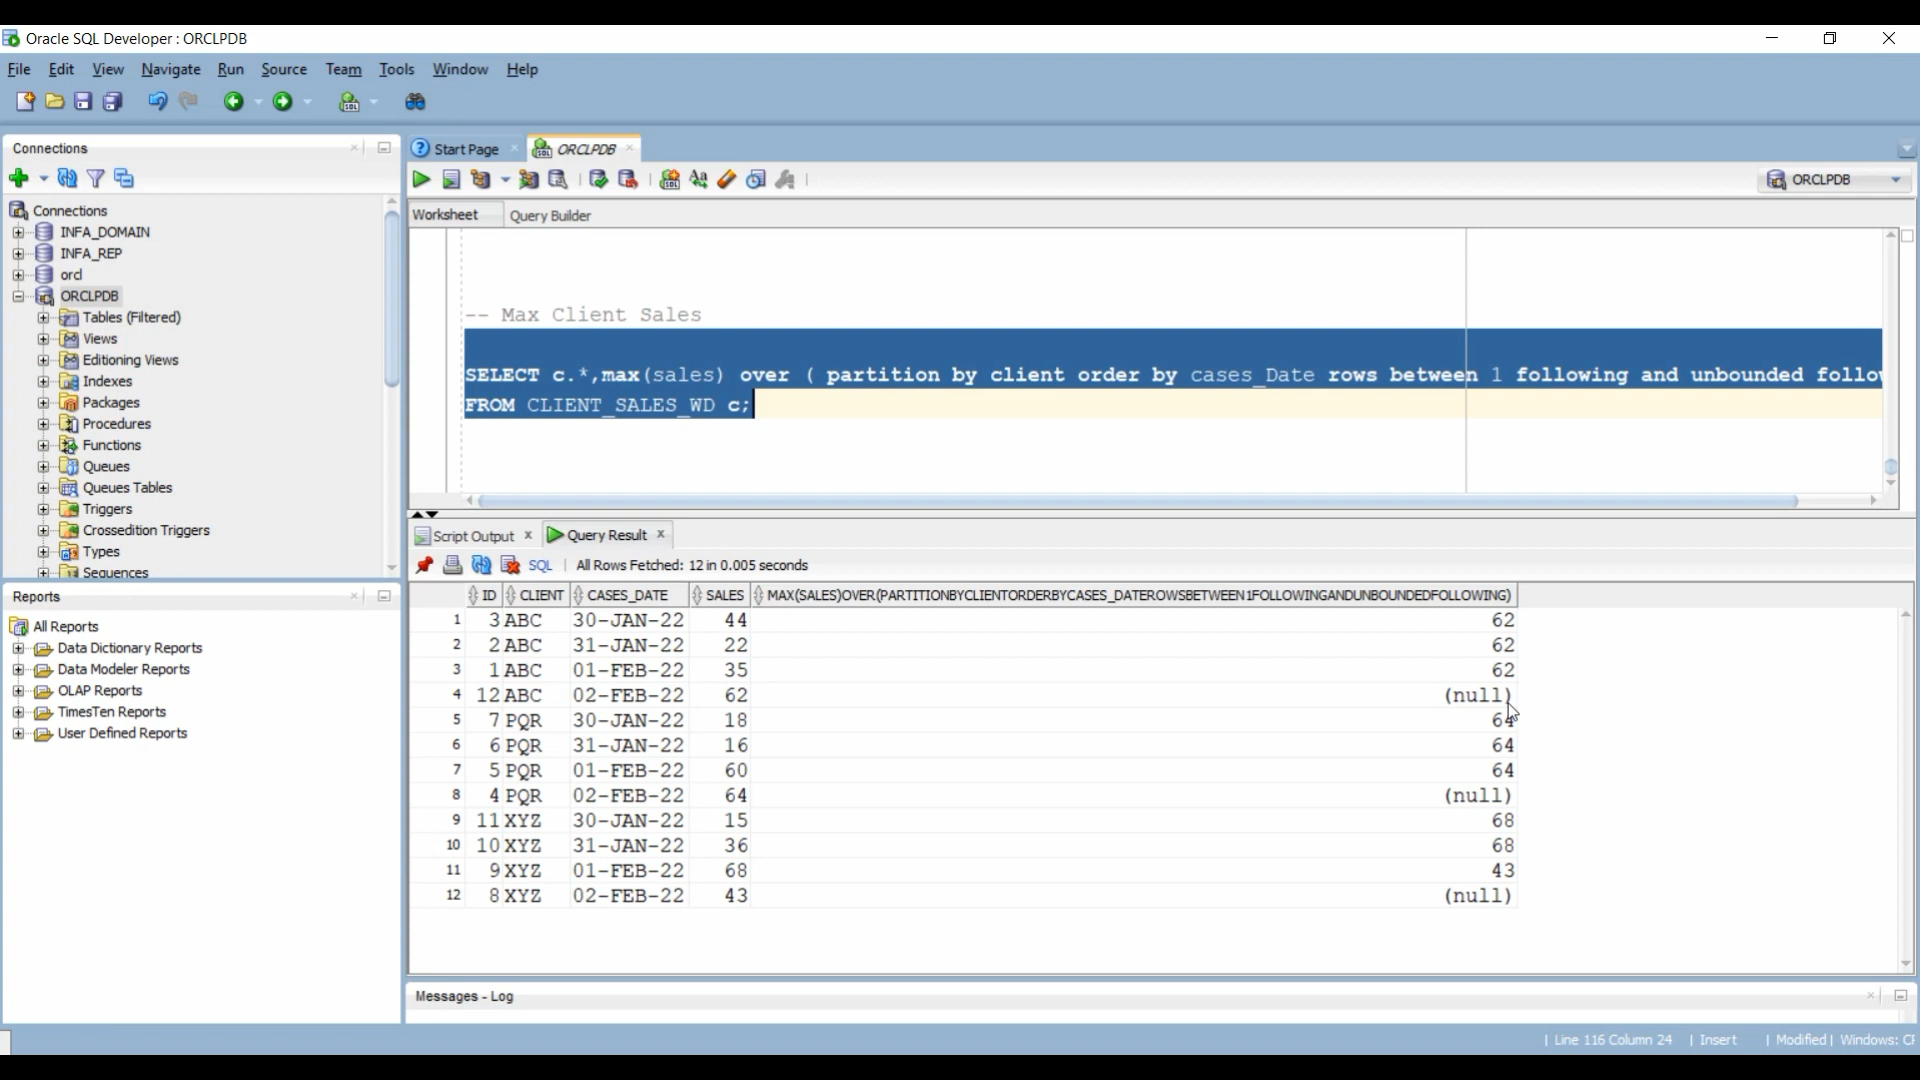 Oracle SQL Developer : ORCLPDB
File Edit View Navigate Run Source Team Tools Window Help
Connections
Connections
INFA_DOMAIN
INFA_REP
orcl
ORCLPDB
Tables (Filtered)
Views
Editioning Views
Indexes
Packages
Procedures
Functions
Queues
Queues Tables
Triggers
Crossedition Triggers
Types
Sequences
Reports
All Reports
Data Dictionary Reports
Data Modeler Reports
OLAP Reports
TimesTen Reports
User Defined Reports
Start Page ORCLPDB
ORCLPDB
Worksheet Query Builder
-- Max Client Sales
SELECT c.*,max(sales) over ( partition by client order by cases_Date rows between 1 following and unbounded follow
FROM CLIENT_SALES_WD c;
Script Output Query Result
SQL | All Rows Fetched: 12 in 0.005 seconds
ID CLIENT CASES_DATE SALES MAX(SALES)OVER(PARTITIONBYCLIENTORDERBYCASES_DATEROWSBETWEEN1FOLLOWINGANDUNBOUNDEDFOLLOWING)
1 3 ABC 30-JAN-22 44 62
2 2 ABC 31-JAN-22 22 62
3 1 ABC 01-FEB-22 35 62
4 12 ABC 02-FEB-22 62 (null)
5 7 PQR 30-JAN-22 18 64
6 6 PQR 31-JAN-22 16 64
7 5 PQR 01-FEB-22 60 64
8 4 PQR 02-FEB-22 64 (null)
9 11 XYZ 30-JAN-22 15 68
10 10 XYZ 31-JAN-22 36 68
11 9 XYZ 01-FEB-22 68 43
12 8 XYZ 02-FEB-22 43 (null)
Messages - Log
| Line 116 Column 24 | Insert | Modified | Windows: CF